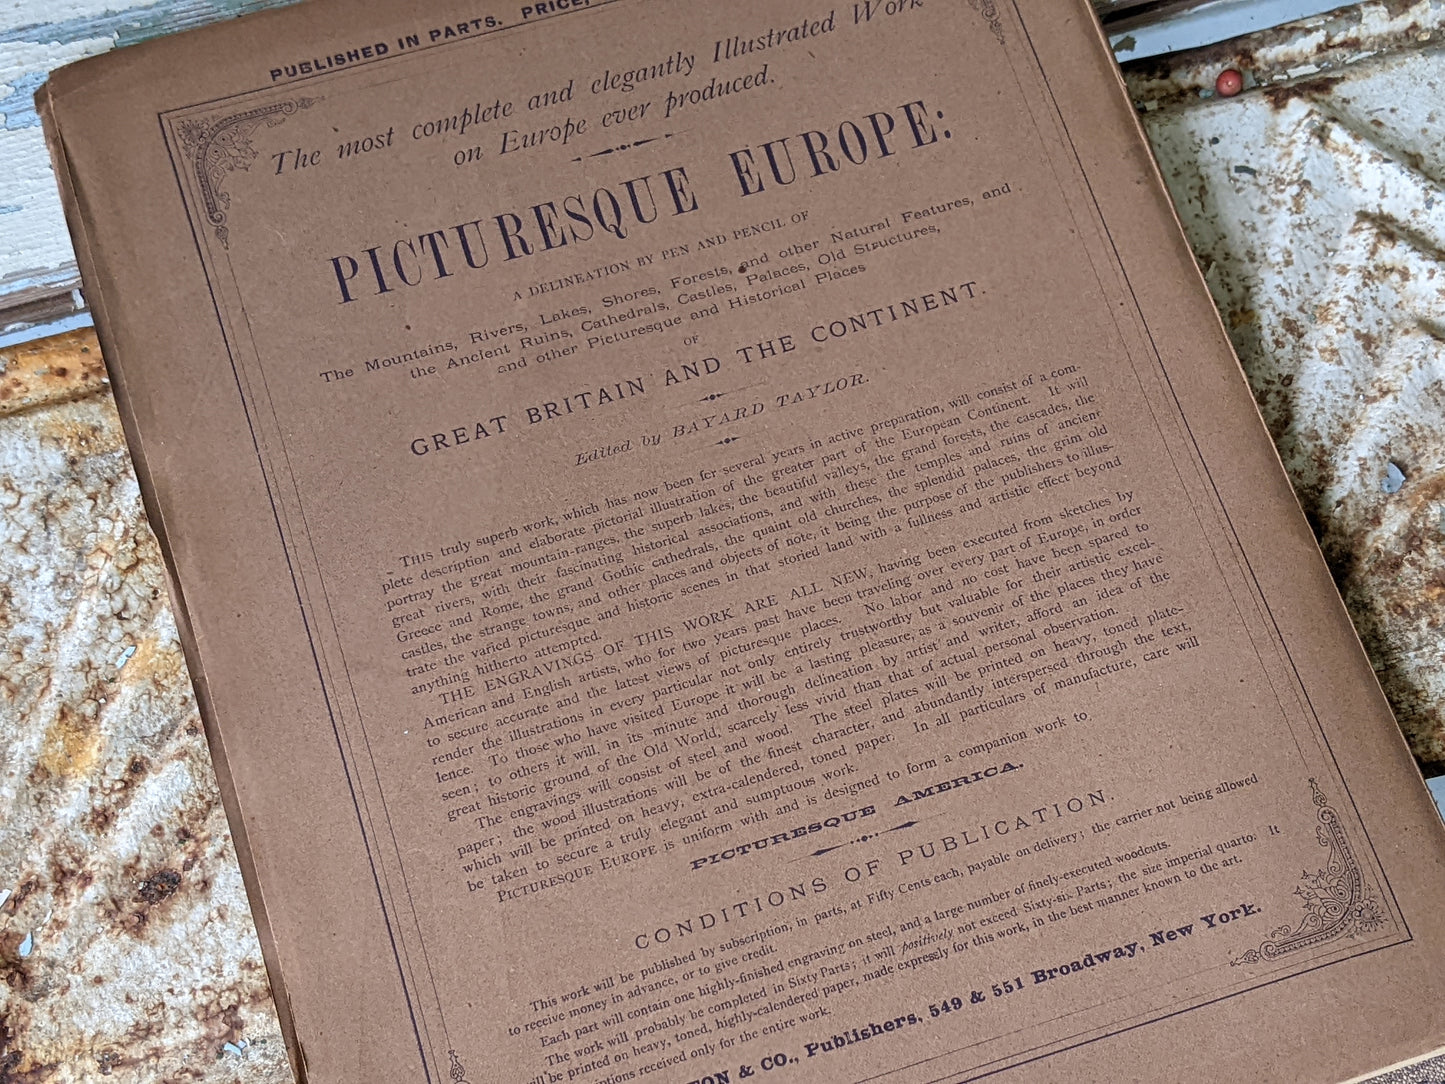 PUBLISHED IN PARTS. PRICE,
The most complete and elegantly Illustrated Work
on Europe ever produced.
PICTURESQUE EUROPE:
A DELINEATION BY PEN AND PENCIL OF
The Mountains, Rivers, Lakes, Shores, Forests, and other Natural Features, and
the Ancient Ruins, Cathedrals, Castles, Palaces, Old Structures,
and other Picturesque and Historical Places
OF
GREAT BRITAIN AND THE CONTINENT.
Edited by BAYARD TAYLOR.
THIS truly superb work, which has now been for several years in active preparation, will consist of a com-
plete description and elaborate pictorial illustration of the greater part of the European Continent. It will
portray the great mountain-ranges, the superb lakes, the beautiful valleys, the grand forests, the cascades, the
great rivers, with their fascinating historical associations, and with these the temples and ruins of ancient
Greece and Rome, the grand Gothic cathedrals, the quaint old churches, the splendid palaces, the grim old
castles, the strange towns, and other places and objects of note, it being the purpose of the publishers to illus-
trate the varied picturesque and historic scenes in that storied land with a fullness and artistic effect beyond
anything hitherto attempted.
THE ENGRAVINGS OF THIS WORK ARE ALL NEW, having been executed from sketches by
American and English artists, who for two years past have been traveling over every part of Europe, in order
to secure accurate and the latest views of picturesque places. No labor and no cost have been spared to
render the illustrations in every particular not only entirely trustworthy but valuable for their artistic excel-
lence. To those who have visited Europe it will be a lasting pleasure, as a souvenir of the places they have
seen; to others it will, in its minute and thorough delineation by artist and writer, afford an idea of the
great historic ground of the Old World, scarcely less vivid than that of actual personal observation.
The engravings will consist of steel and wood. The steel plates will be printed on heavy, toned plate-
paper; the wood illustrations will be of the finest character, and abundantly interspersed through the text,
which will be printed on heavy, extra-calendered, toned paper. In all particulars of manufacture, care will
be taken to secure a truly elegant and sumptuous work.
PICTURESQUE EUROPE is uniform with and is designed to form a companion work to
PICTURESQUE AMERICA.
CONDITIONS OF PUBLICATION.
This work will be published by subscription, in parts, at Fifty Cents each, payable on delivery; the carrier not being allowed
to receive money in advance, or to give credit.
Each part will contain one highly-finished engraving on steel, and a large number of finely-executed woodcuts.
The work will probably be completed in Sixty Parts; it will positively not exceed Sixty-six Parts; the size imperial quarto. It
will be printed on heavy, toned, highly-calendered paper, made expressly for this work, in the best manner known to the art.
received only for the entire work.
& CO., Publishers, 549 & 551 Broadway, New York.